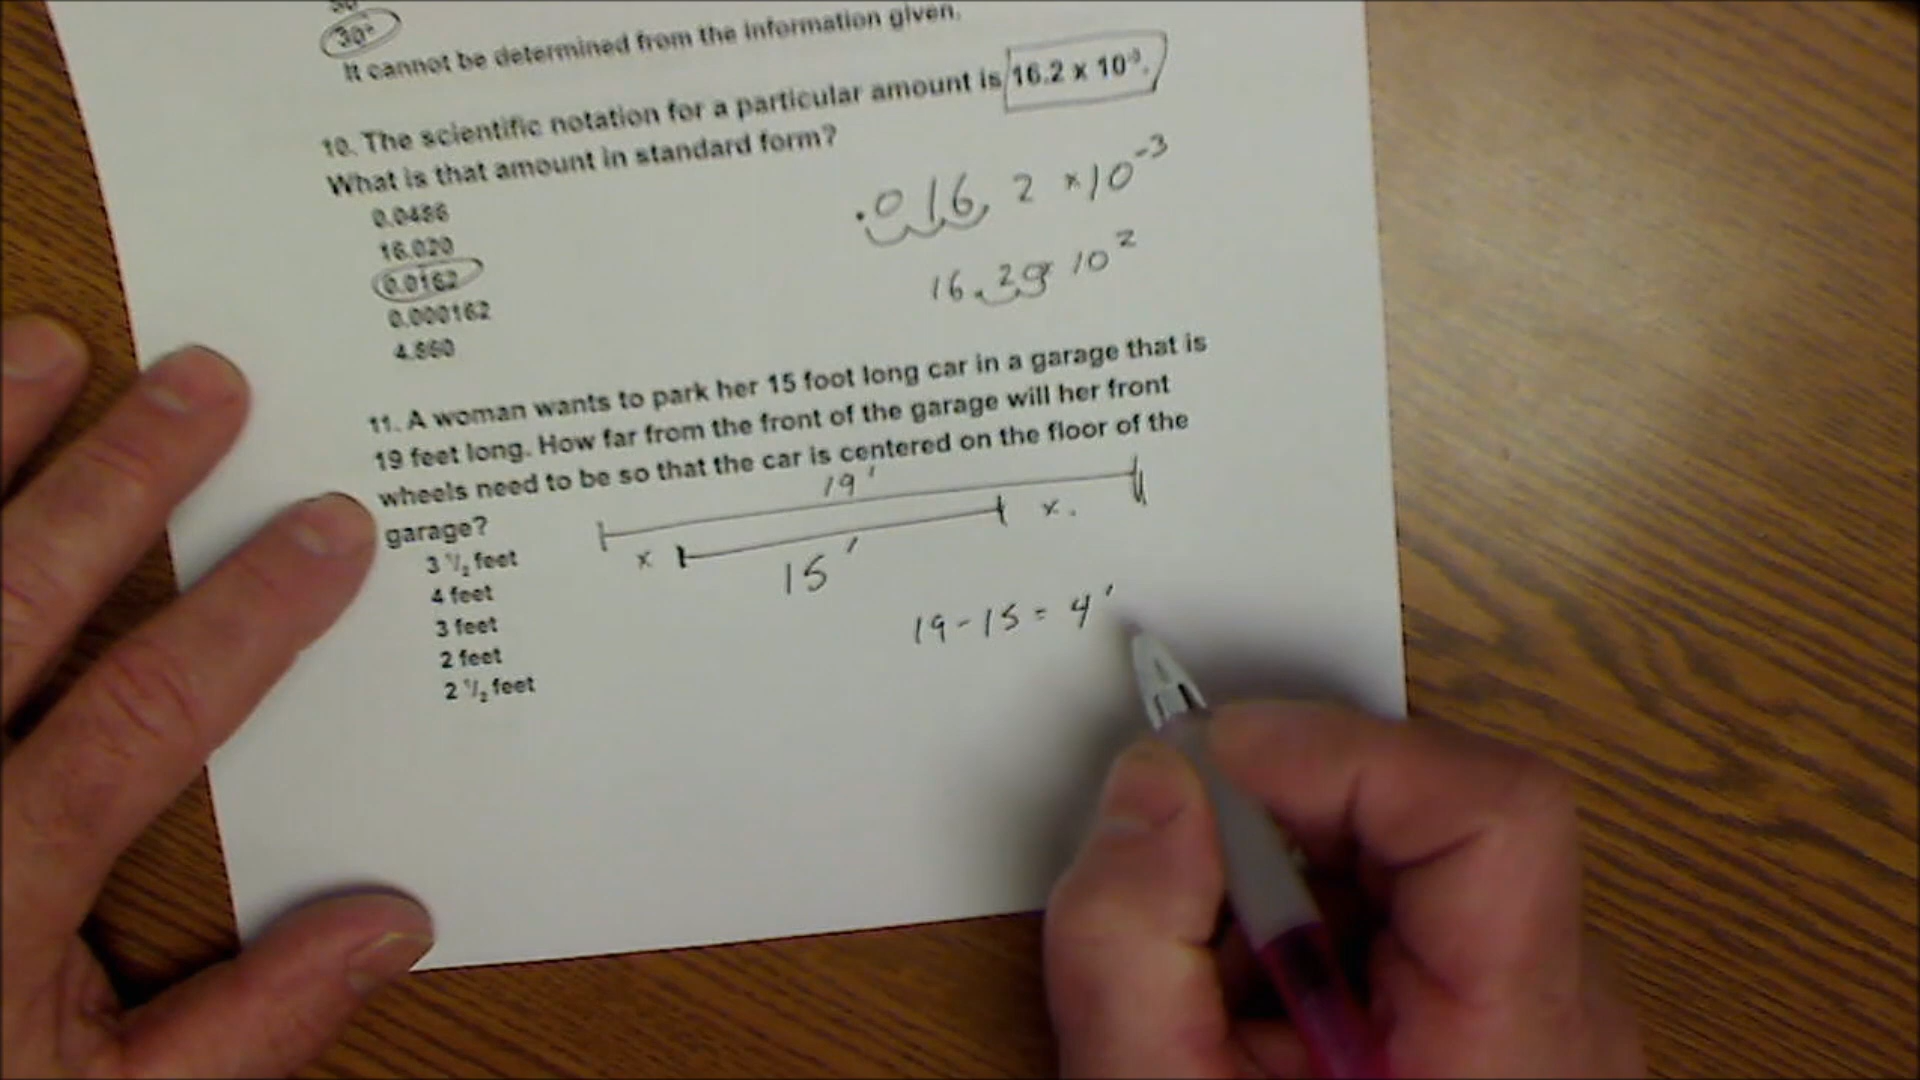 30°
It cannot be determined from the information given.
10. The scientific notation for a particular amount is 16.2 x 10⁻³.
What is that amount in standard form?
0.0486
16.020
0.0162
0.000162
4.860
.016.2 x 10⁻³
16.20 x 10²
11. A woman wants to park her 15 foot long car in a garage that is
19 feet long. How far from the front of the garage will her front
wheels need to be so that the car is centered on the floor of the
garage?
19'
x
x.
15'
3 ¹/₂ feet
4 feet
3 feet
2 feet
2 ¹/₂ feet
19-15 = 4'